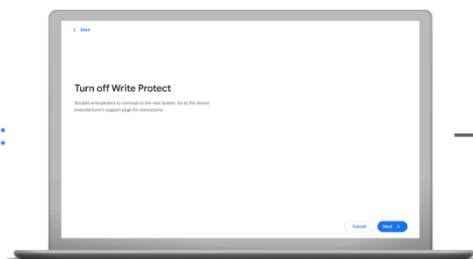 Back
Turn off Write Protect
Disable write protect to continue to the next screen. Go to the device
manufacturer's support page for instructions.
Cancel
Next